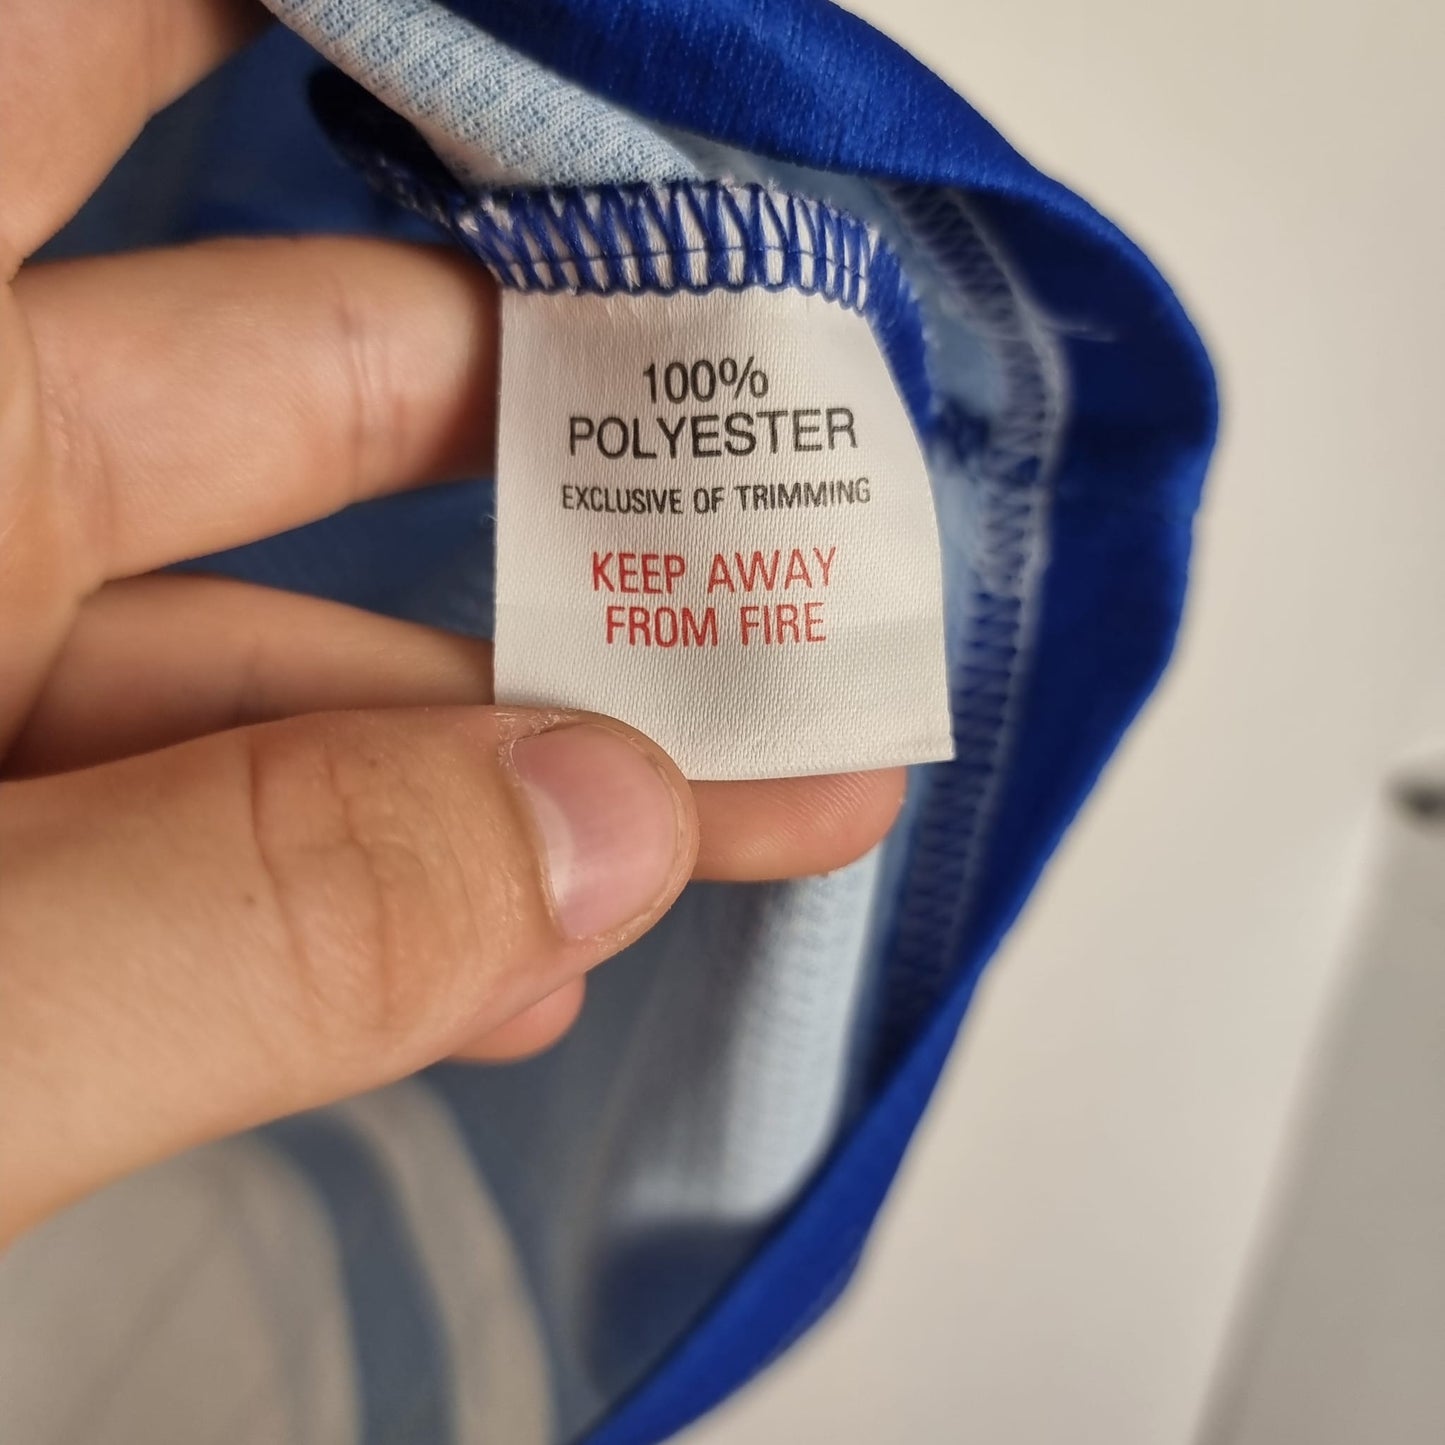 100%
POLYESTER
EXCLUSIVE OF TRIMMING
KEEP AWAY
FROM FIRE